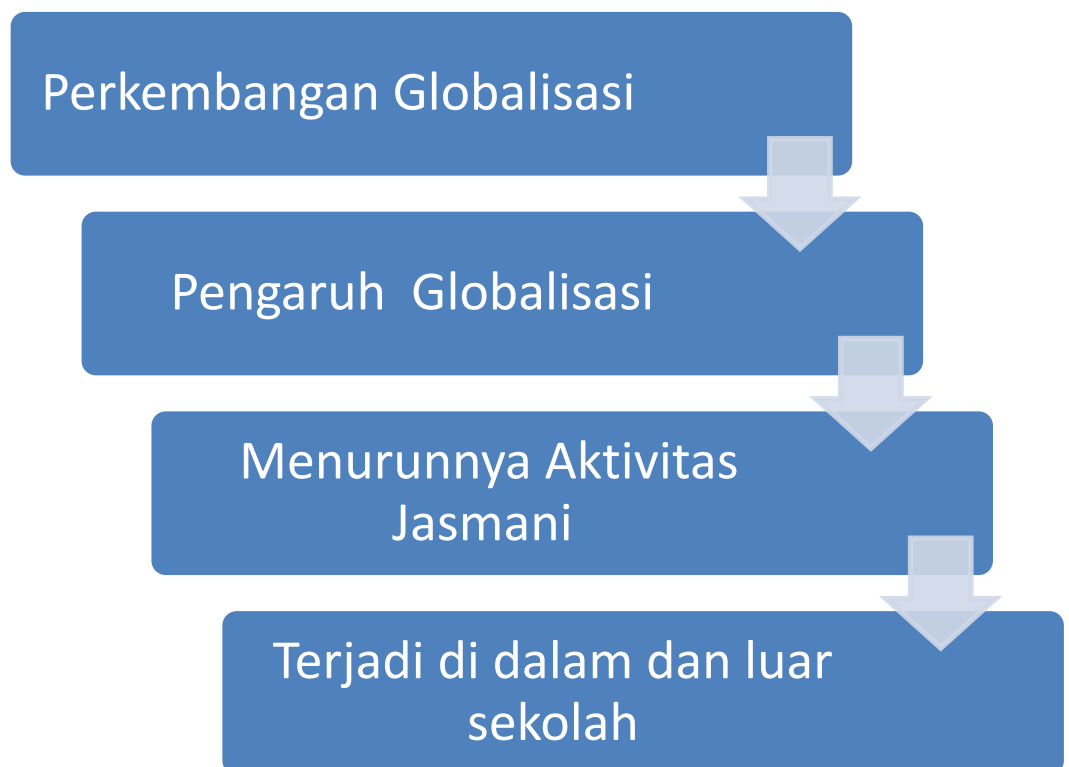 Perkembangan Globalisasi
Pengaruh  Globalisasi
Menurunnya Aktivitas
Jasmani
Terjadi di dalam dan luar
sekolah